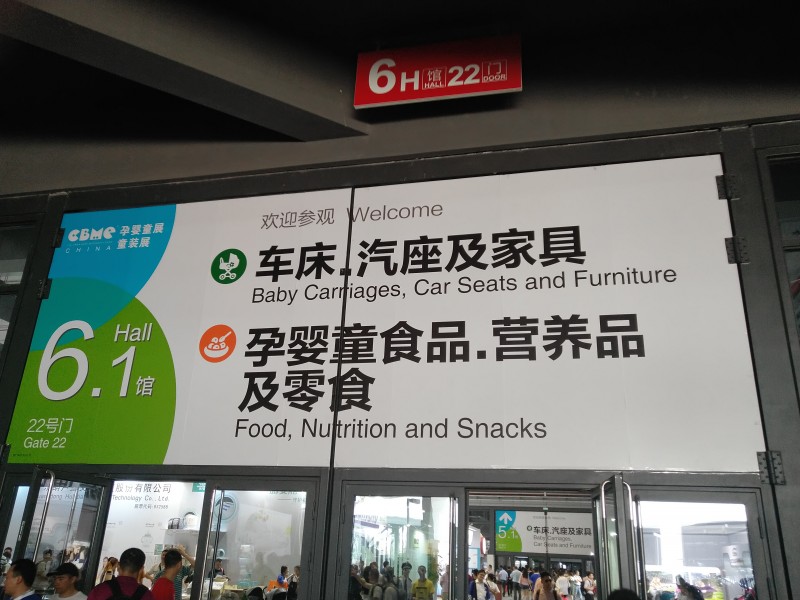 6H 馆 HALL 22 门 DOOR
CBME 孕婴童展
CHINA 童装展
欢迎参观 Welcome
车床.汽座及家具
Baby Carriages, Car Seats and Furniture
Hall
6.1馆
孕婴童食品.营养品
及零食
Food, Nutrition and Snacks
22号门
Gate 22
股份有限公司
Technology Co., Ltd
5.1
车床.汽座及家具
Baby Carriages,
Car Seats and Furniture